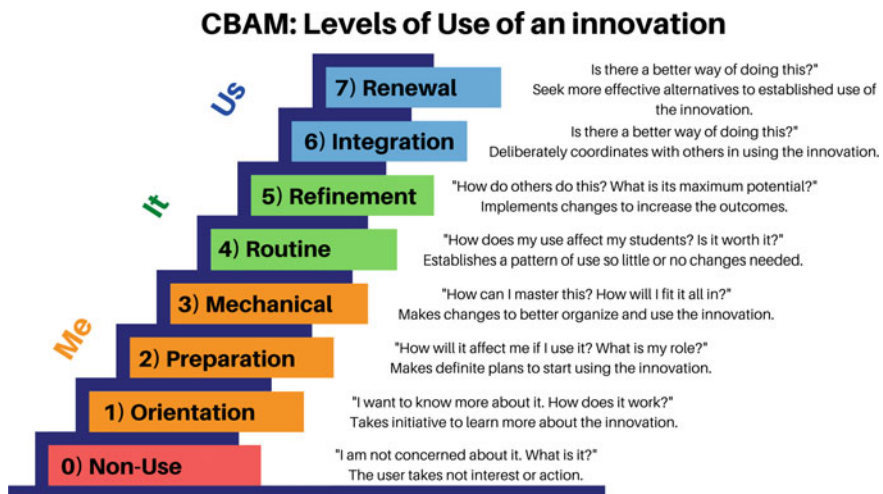 CBAM: Levels of Use of an innovation
Us
It
Me
7) Renewal
Is there a better way of doing this?"
Seek more effective alternatives to established use of
the innovation.
6) Integration
Is there a better way of doing this?"
Deliberately coordinates with others in using the innovation.
5) Refinement
"How do others do this? What is its maximum potential?"
Implements changes to increase the outcomes.
4) Routine
"How does my use affect my students? Is it worth it?"
Establishes a pattern of use so little or no changes needed.
3) Mechanical
"How can I master this? How will I fit it all in?"
Makes changes to better organize and use the innovation.
2) Preparation
"How will it affect me if I use it? What is my role?"
Makes definite plans to start using the innovation.
1) Orientation
"I want to know more about it. How does it work?"
Takes initiative to learn more about the innovation.
0) Non-Use
"I am not concerned about it. What is it?"
The user takes not interest or action.